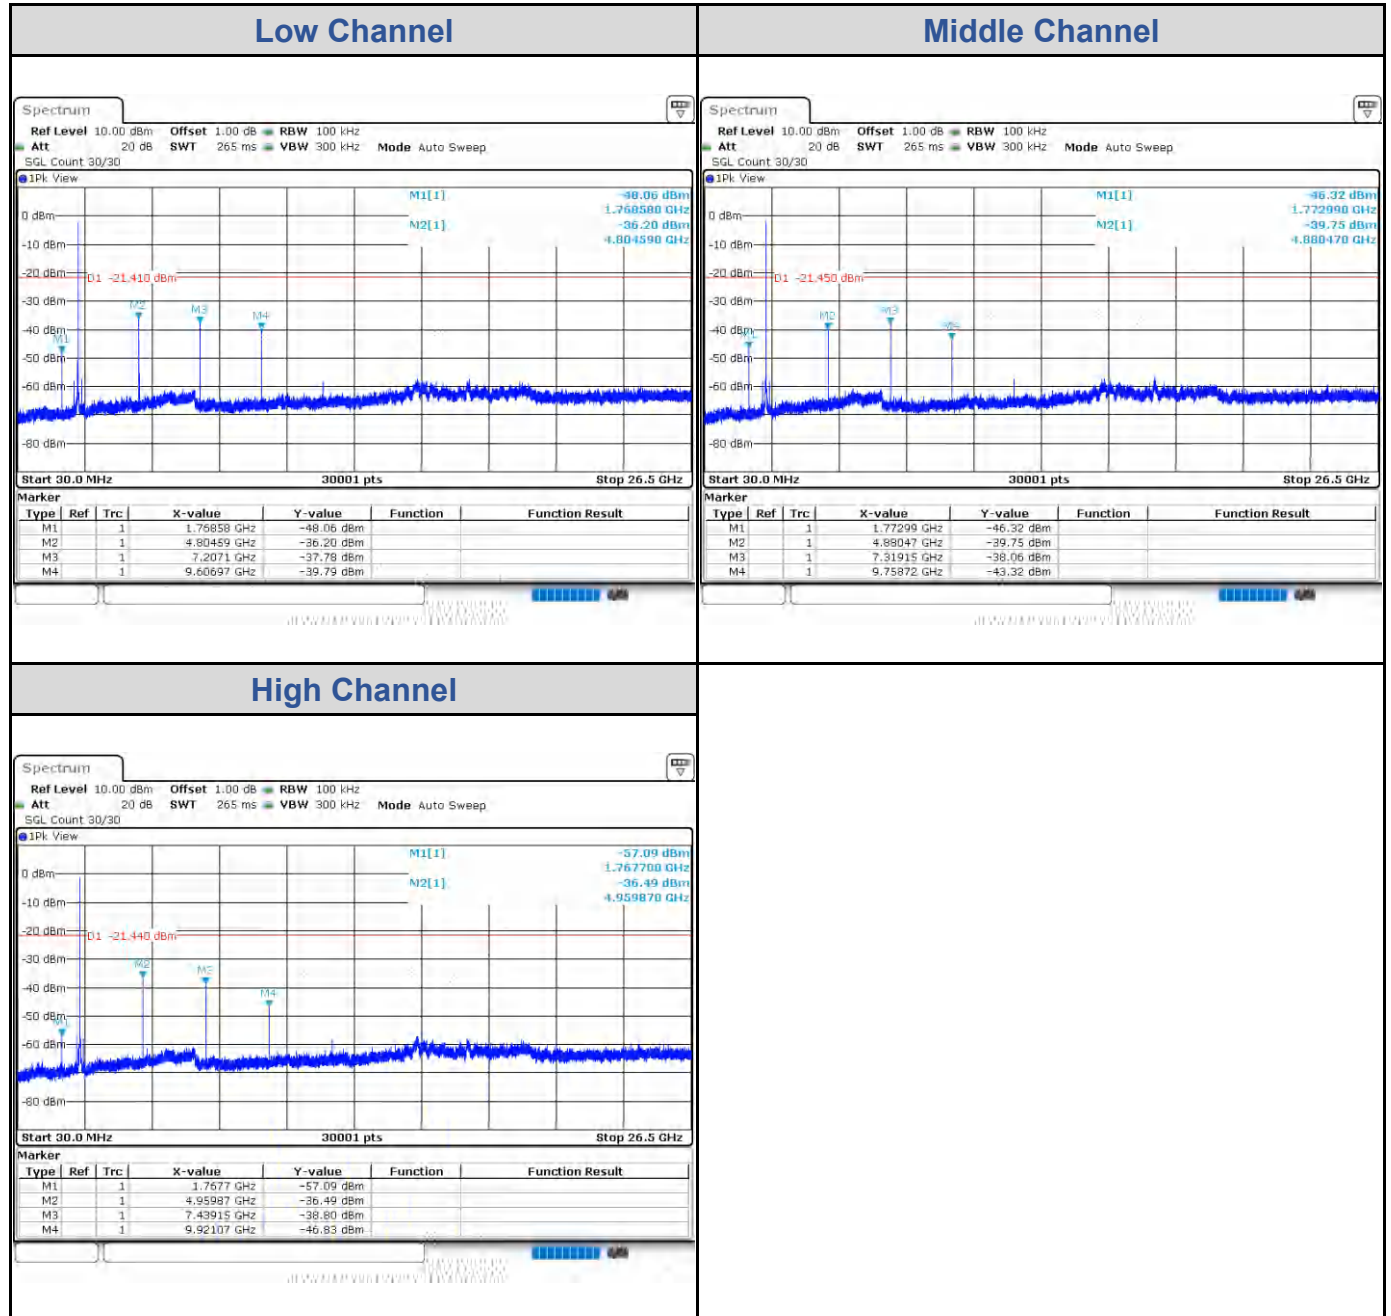 Low Channel
Spectrum
Ref Level 10.00 dBm Offset 1.00 dB RBW 100 kHz
Att 20 dB SWT 265 ms VBW 300 kHz Mode Auto Sweep
SGL Count 30/30
1Pk View
M1[1] -48.06 dBm
1.768580 GHz
0 dBm
M2[1] -36.20 dBm
4.804590 GHz
-10 dBm
-20 dBm
D1 -21.410 dBm
-30 dBm
M2 M3 M4
-40 dBm
M1
-50 dBm
-60 dBm
-80 dBm
Start 30.0 MHz 30001 pts Stop 26.5 GHz
Marker
Type Ref Trc X-value Y-value Function Function Result
M1 1 1.76858 GHz -48.06 dBm
M2 1 4.80459 GHz -36.20 dBm
M3 1 7.2071 GHz -37.78 dBm
M4 1 9.60697 GHz -39.79 dBm
Middle Channel
Spectrum
Ref Level 10.00 dBm Offset 1.00 dB RBW 100 kHz
Att 20 dB SWT 265 ms VBW 300 kHz Mode Auto Sweep
SGL Count 30/30
1Pk View
M1[1] -46.32 dBm
1.772990 GHz
0 dBm
M2[1] -39.75 dBm
4.880470 GHz
-10 dBm
-20 dBm
D1 -21.450 dBm
-30 dBm
M2 M3
-40 dBm
-50 dBm
-60 dBm
-80 dBm
Start 30.0 MHz 30001 pts Stop 26.5 GHz
Marker
Type Ref Trc X-value Y-value Function Function Result
M1 1 1.77299 GHz -46.32 dBm
M2 1 4.88047 GHz -39.75 dBm
M3 1 7.31915 GHz -38.06 dBm
M4 1 9.75872 GHz -43.32 dBm
High Channel
Spectrum
Ref Level 10.00 dBm Offset 1.00 dB RBW 100 kHz
Att 20 dB SWT 265 ms VBW 300 kHz Mode Auto Sweep
SGL Count 30/30
1Pk View
M1[1] -57.09 dBm
1.767700 GHz
0 dBm
M2[1] -36.49 dBm
4.959870 GHz
-10 dBm
-20 dBm
D1 -21.440 dBm
-30 dBm
M2 M3
-40 dBm
M4
-50 dBm
-60 dBm
-80 dBm
Start 30.0 MHz 30001 pts Stop 26.5 GHz
Marker
Type Ref Trc X-value Y-value Function Function Result
M1 1 1.7677 GHz -57.09 dBm
M2 1 4.95987 GHz -36.49 dBm
M3 1 7.43915 GHz -38.80 dBm
M4 1 9.92107 GHz -46.83 dBm